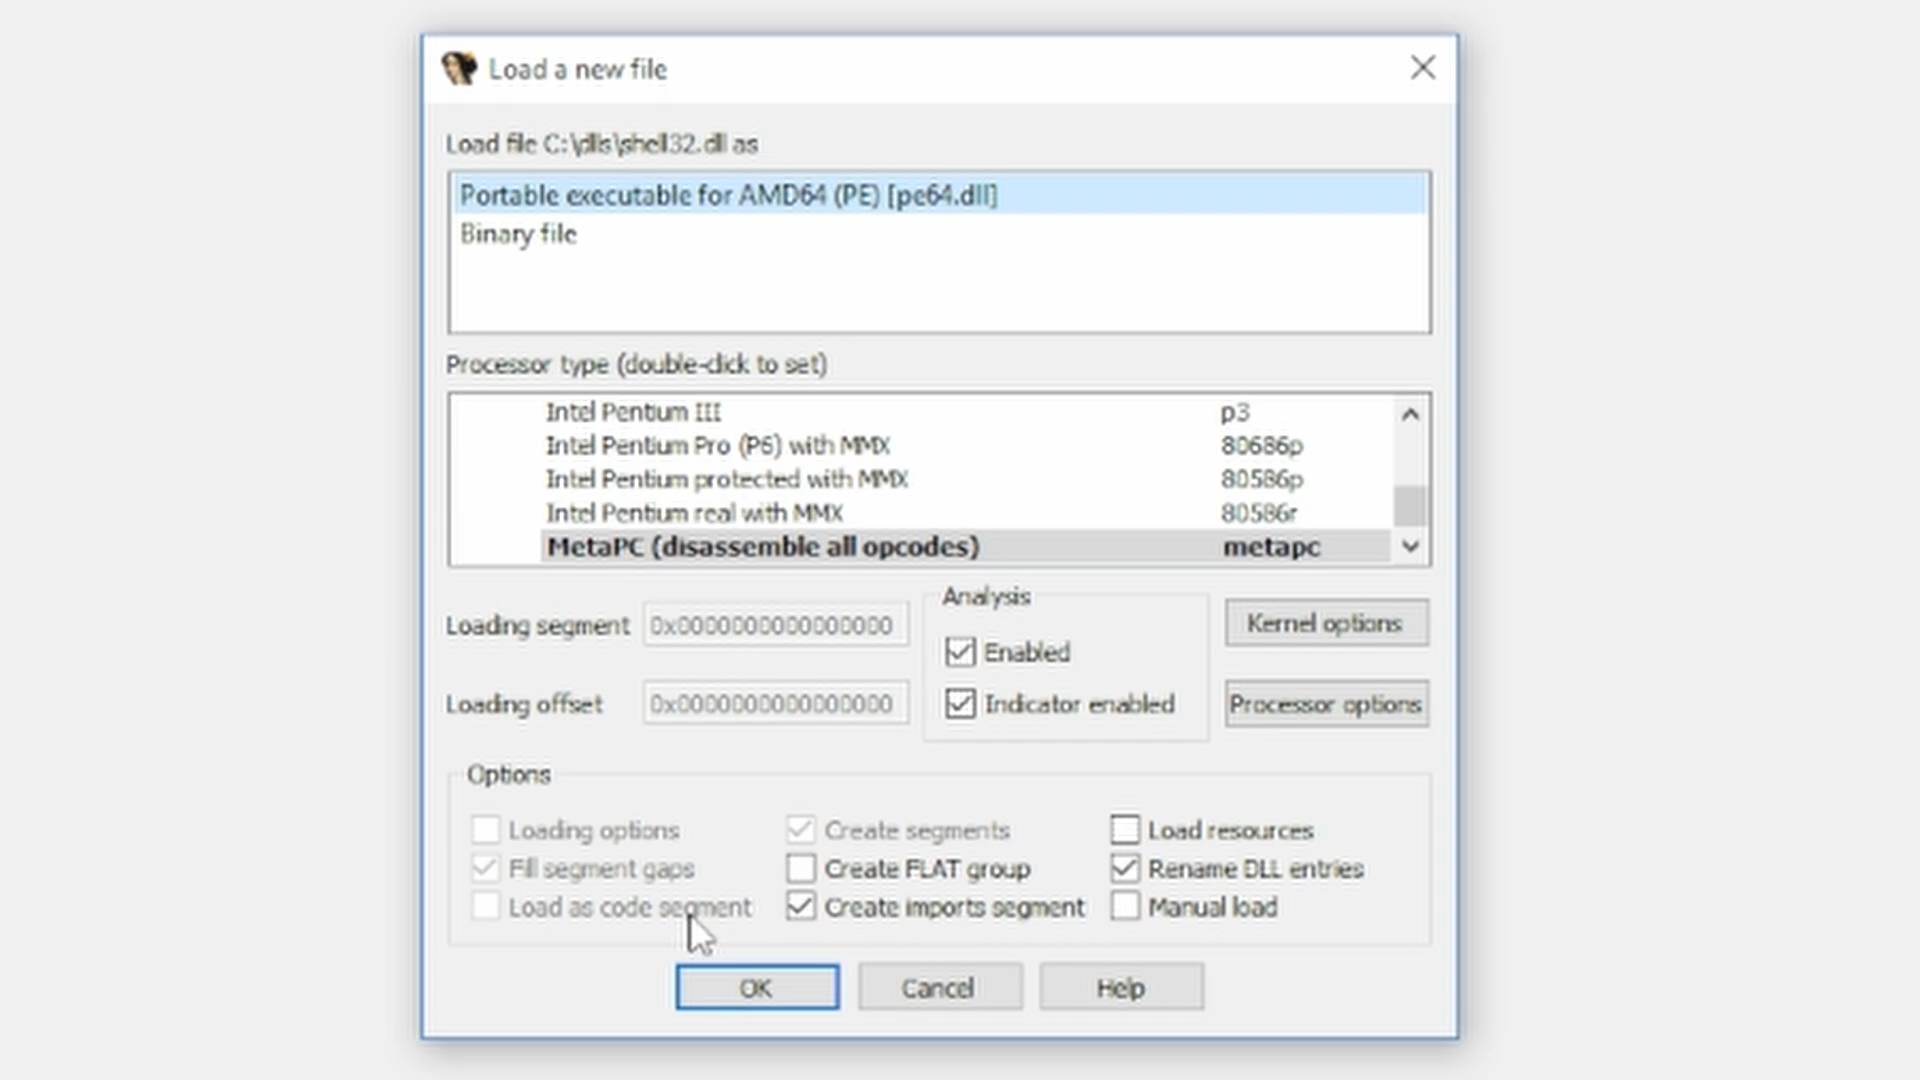 Load a new file
Load file C:\dlls\shell32.dll as
Portable executable for AMD64 (PE) [pe64.dll]
Binary file
Processor type (double-click to set)
Intel Pentium III p3
Intel Pentium Pro (P6) with MMX 80686p
Intel Pentium protected with MMX 80586p
Intel Pentium real with MMX 80586r
MetaPC (disassemble all opcodes) metapc
Loading segment 0x0000000000000000
Loading offset 0x0000000000000000
Analysis
Enabled
Indicator enabled
Kernel options
Processor options
Options
Loading options Create segments Load resources
Fill segment gaps Create FLAT group Rename DLL entries
Load as code segment Create imports segment Manual load
OK Cancel Help